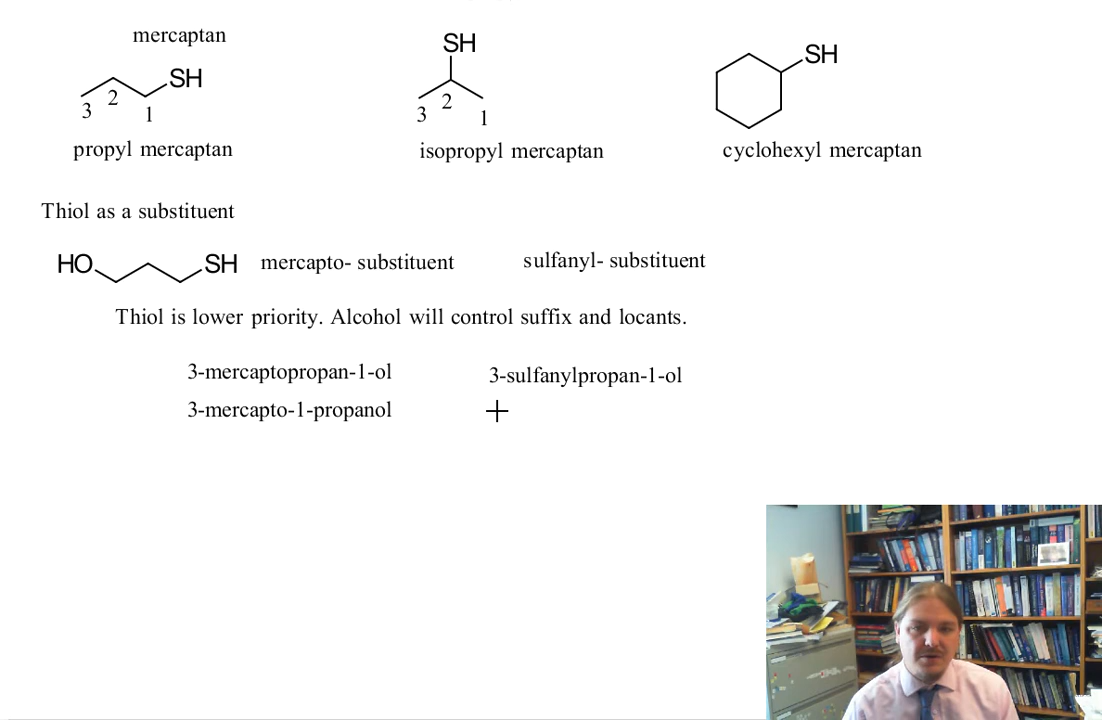 mercaptan
SH
3 2 1
propyl mercaptan
SH
3 2 1
isopropyl mercaptan
SH
cyclohexyl mercaptan
Thiol as a substituent
HO SH
mercapto- substituent
sulfanyl- substituent
Thiol is lower priority. Alcohol will control suffix and locants.
3-mercaptopropan-1-ol
3-sulfanylpropan-1-ol
3-mercapto-1-propanol